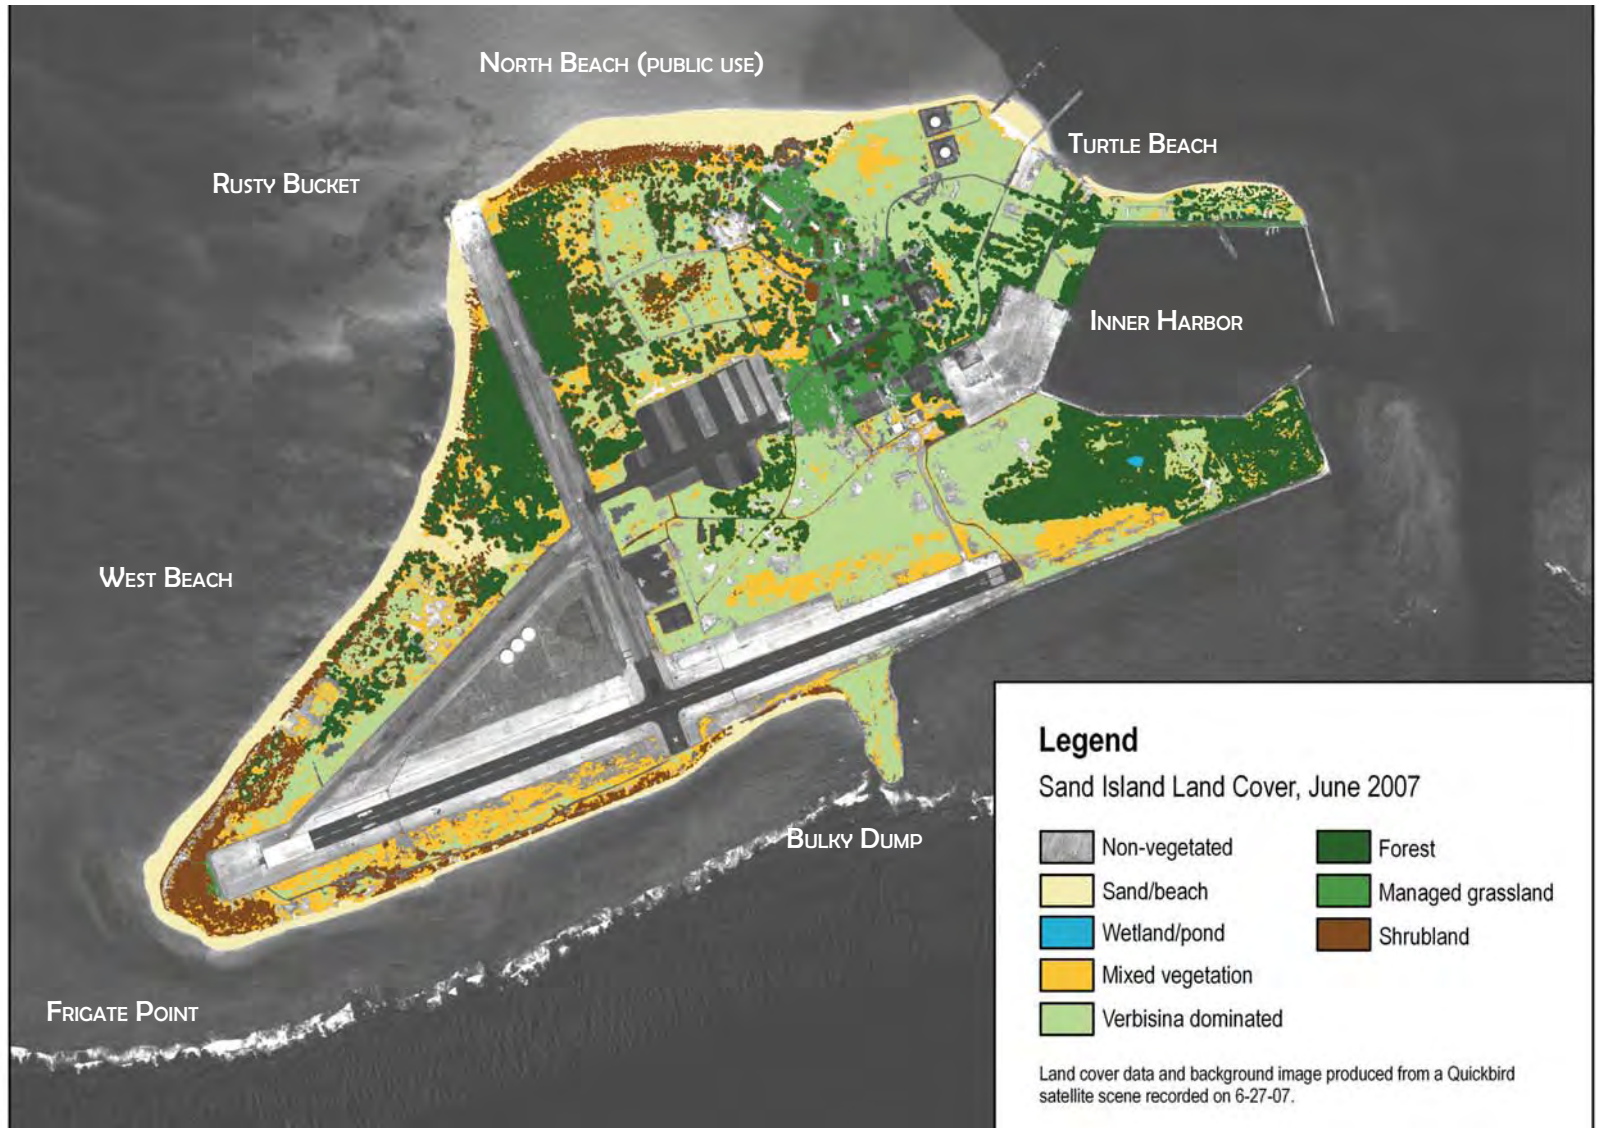 North Beach (public use)
Turtle Beach
Rusty Bucket
Inner Harbor
West Beach
Bulky Dump
Frigate Point
Legend
Sand Island Land Cover, June 2007
Non-vegetated
Sand/beach
Wetland/pond
Mixed vegetation
Verbisina dominated
Forest
Managed grassland
Shrubland
Land cover data and background image produced from a Quickbird
satellite scene recorded on 6-27-07.